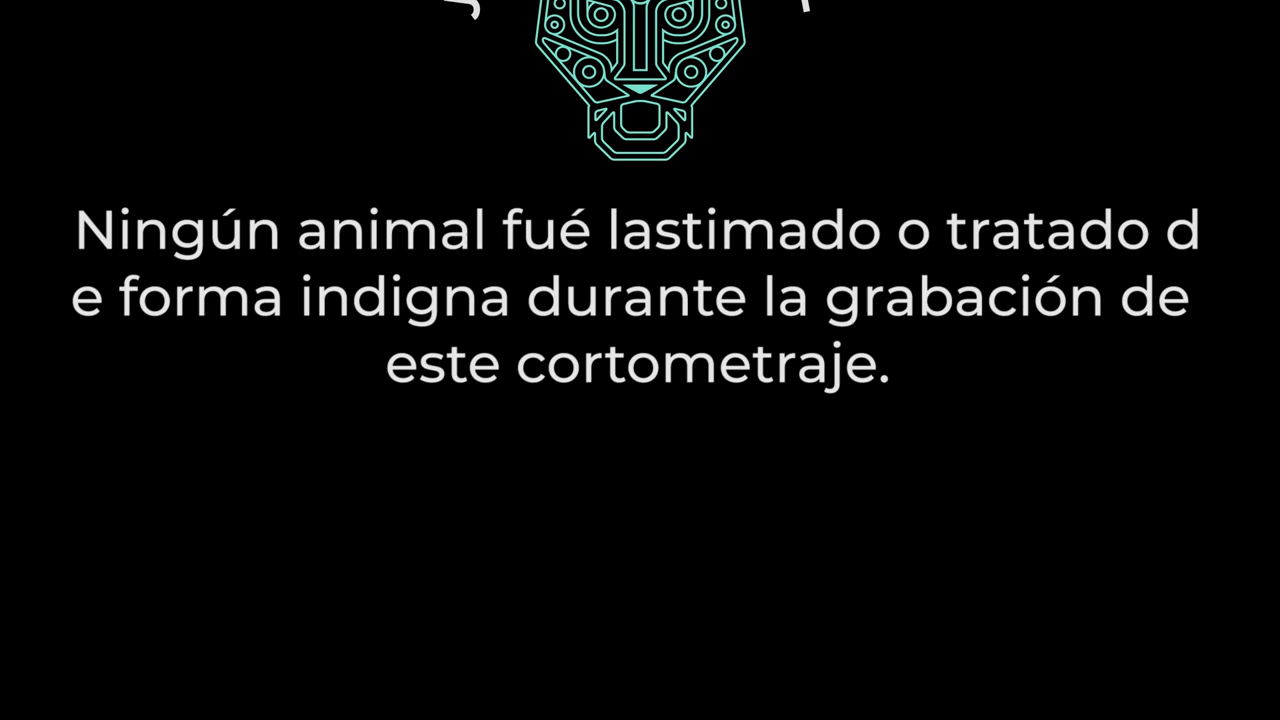 Ningún animal fué lastimado o tratado d
e forma indigna durante la grabación de
este cortometraje.